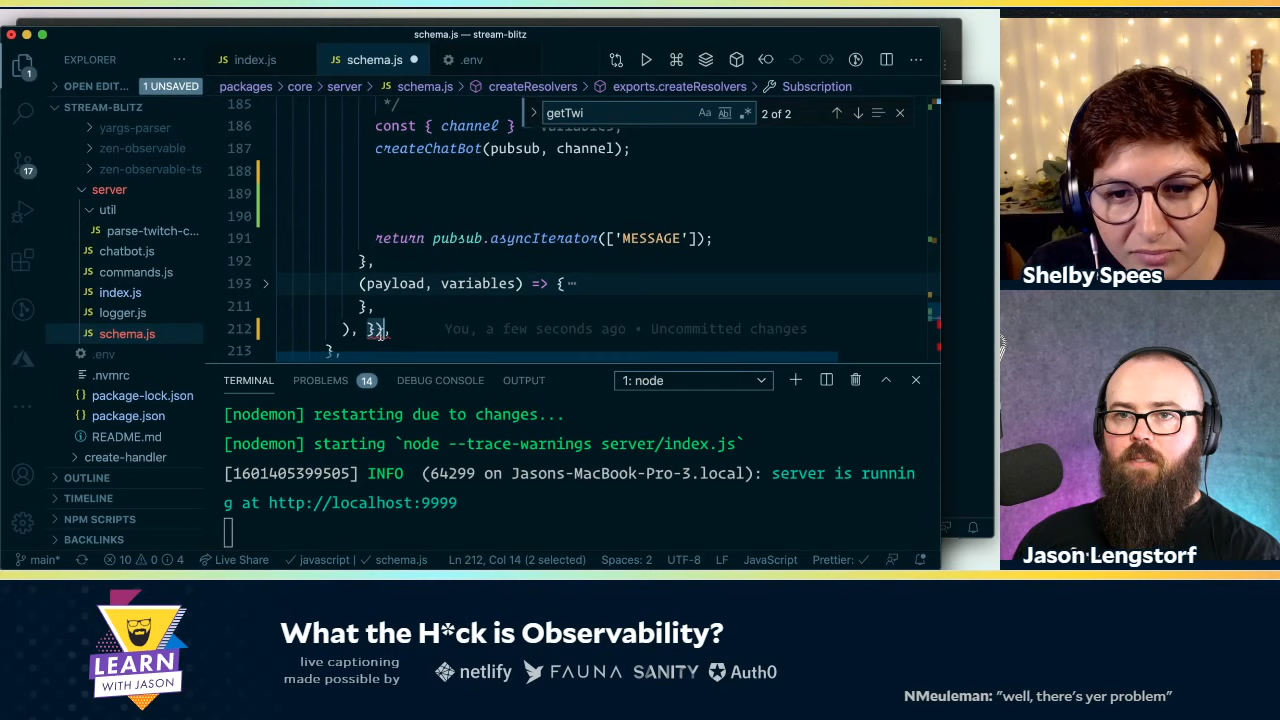 schema.js — stream-blitz
EXPLORER
index.js
schema.js
.env
OPEN EDIT...
1 UNSAVED
packages > core > server > schema.js > createResolvers > exports.createResolvers > Subscription
STREAM-BLITZ
yargs-parser
zen-observable
zen-observable-ts
server
util
parse-twitch-c...
chatbot.js
commands.js
index.js
logger.js
schema.js
.env
.nvmrc
package-lock.json
package.json
README.md
create-handler
OUTLINE
TIMELINE
NPM SCRIPTS
BACKLINKS
getTwi
Aa
2 of 2
185 */
186 const { channel } = variables;
187 createChatBot(pubsub, channel);
188
189
190
191 return pubsub.asyncIterator(['MESSAGE']);
192 },
193 (payload, variables) => {…
211 },
212 ), }), You, a few seconds ago • Uncommitted changes
213 },
TERMINAL
PROBLEMS
14
DEBUG CONSOLE
OUTPUT
1: node
[nodemon] restarting due to changes...
[nodemon] starting `node --trace-warnings server/index.js`
[1601405399505] INFO (64299 on Jasons-MacBook-Pro-3.local): server is runnin
g at http://localhost:9999
1
17
main*
10
0
4
Live Share
javascript | schema.js
Ln 212, Col 14 (2 selected)
Spaces: 2
UTF-8
LF
JavaScript
Prettier:
Shelby Spees
Jason Lengstorf
LEARN
WITH JASON
What the H*ck is Observability?
live captioning
made possible by
netlify
FAUNA
SANITY
Auth0
NMeuleman: "well, there's yer problem"